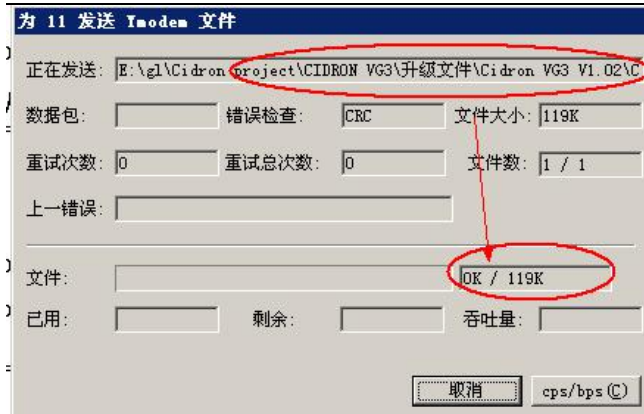 为 11 发送 Ymodem 文件
正在发送: E:\gl\Cidron project\CIDRON VG3\升级文件\Cidron VG3 V1.02\C
数据包: 错误检查: CRC 文件大小: 119K
重试次数: 0 重试总次数: 0 文件数: 1 / 1
上一错误:
文件: 0K / 119K
已用: 剩余: 吞吐量:
取消 cps/bps(C)